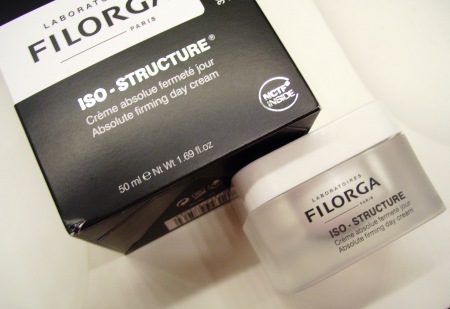 LABORATOIRES
FILORGA
PARIS
ISO-STRUCTURE®
Crème absolue fermeté jour
Absolute firming day cream
NCTF®
INSIDE
50 ml e Nt Wt 1.69 fl.oz
LABORATOIRES
FILORGA
PARIS
ISO-STRUCTURE
Crème absolue fermeté jour
Absolute firming day cream